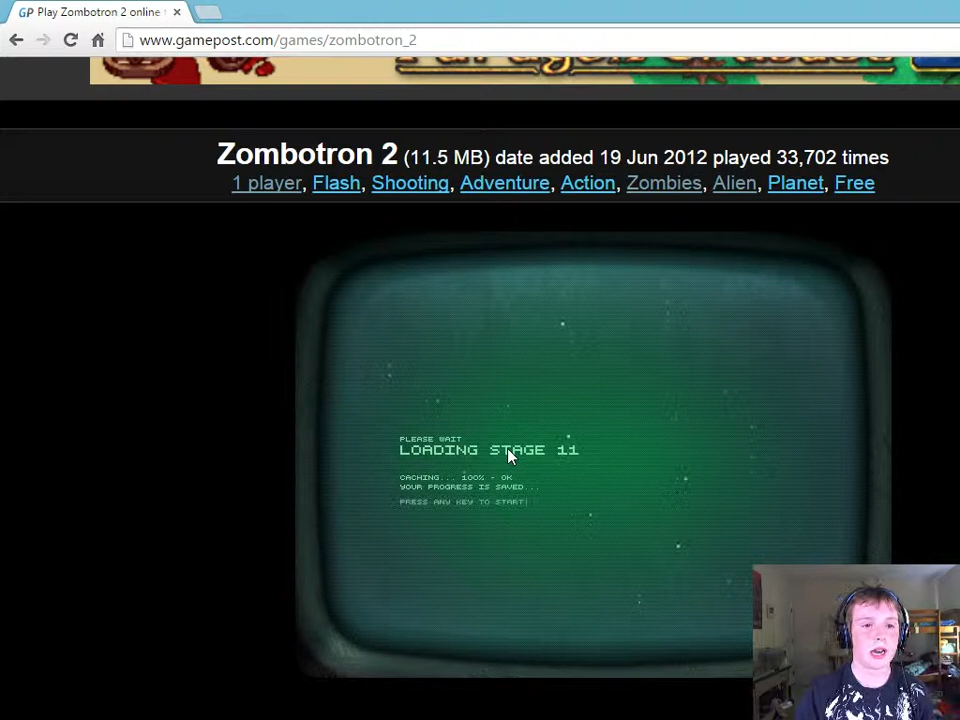 GP Play Zombotron 2 online
www.gamepost.com/games/zombotron_2
Zombotron 2 (11.5 MB) date added 19 Jun 2012 played 33,702 times
1 player, Flash, Shooting, Adventure, Action, Zombies, Alien, Planet, Free
PLEASE WAIT
LOADING STAGE 11
CACHING... 100% - OK
YOUR PROGRESS IS SAVED...
PRESS ANY KEY TO START|